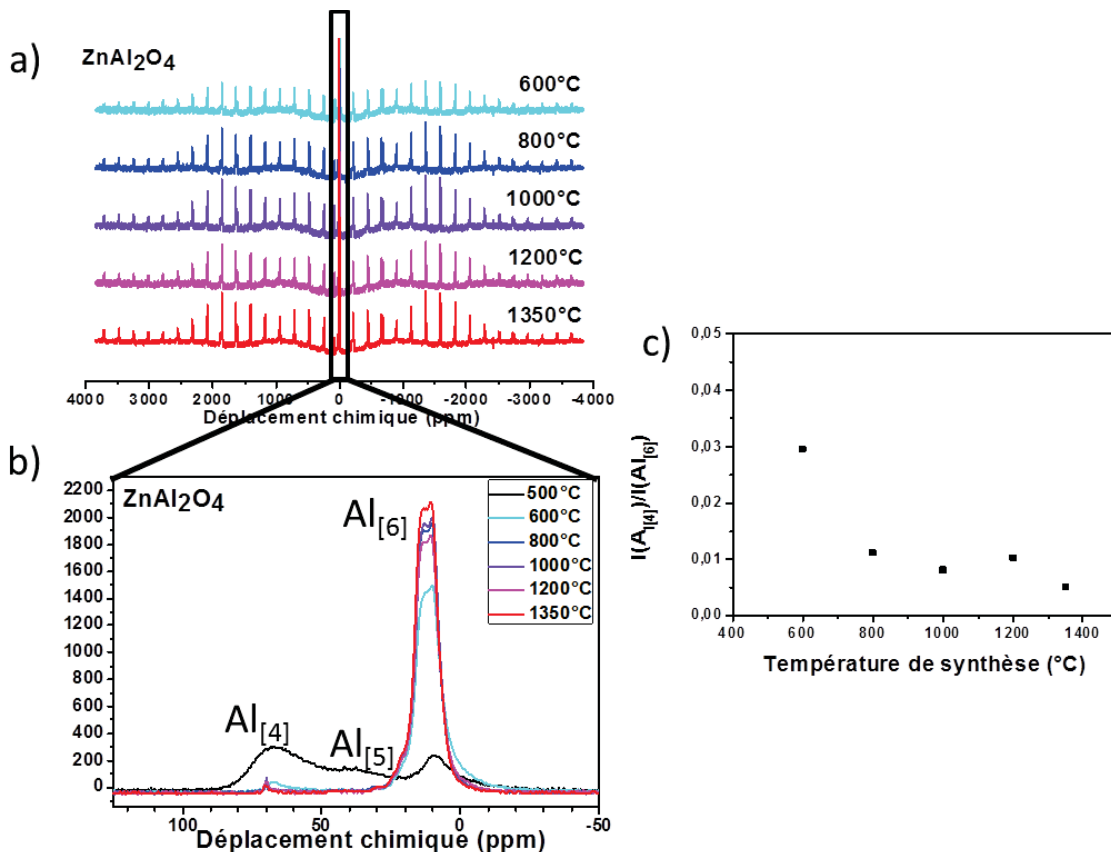 a)
ZnAl2O4
600°C
800°C
1000°C
1200°C
1350°C
4000 3000 2000 1000 0 -1000 -2000 -3000 -4000
Déplacement chimique (ppm)
b)
ZnAl2O4
Al[6]
Al[4]
Al[5]
500°C
600°C
800°C
1000°C
1200°C
1350°C
2200
2000
1800
1600
1400
1200
1000
800
600
400
200
0
100 50 0 -50
Déplacement chimique (ppm)
c)
0,05
0,04
0,03
0,02
0,01
0,00
I(Al[4])/I(Al[6])
400 600 800 1000 1200 1400
Température de synthèse (°C)